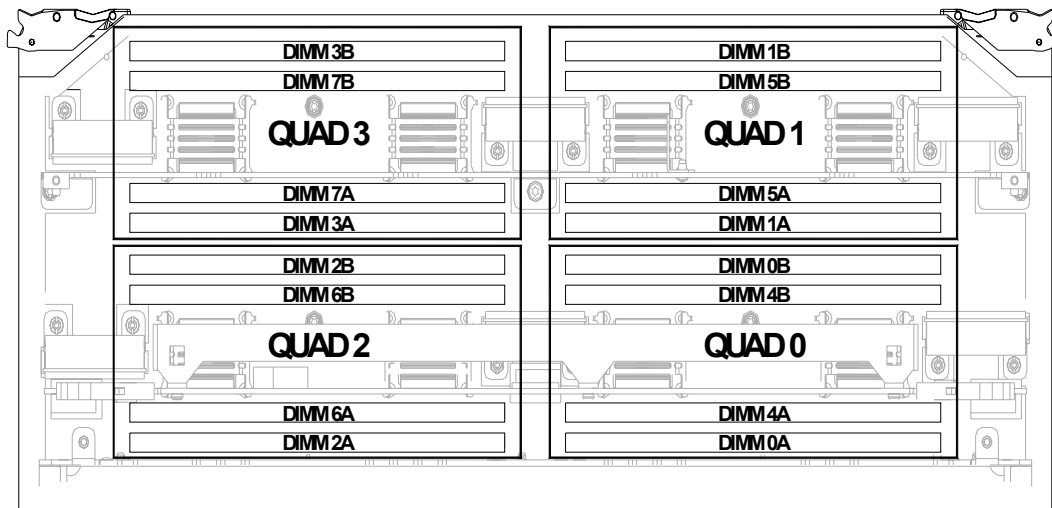 DIMM 3B
DIMM 7B
QUAD 3
DIMM 7A
DIMM 3A
DIMM 1B
DIMM 5B
QUAD 1
DIMM 5A
DIMM 1A
DIMM 2B
DIMM 6B
QUAD 2
DIMM 6A
DIMM 2A
DIMM 0B
DIMM 4B
QUAD 0
DIMM 4A
DIMM 0A